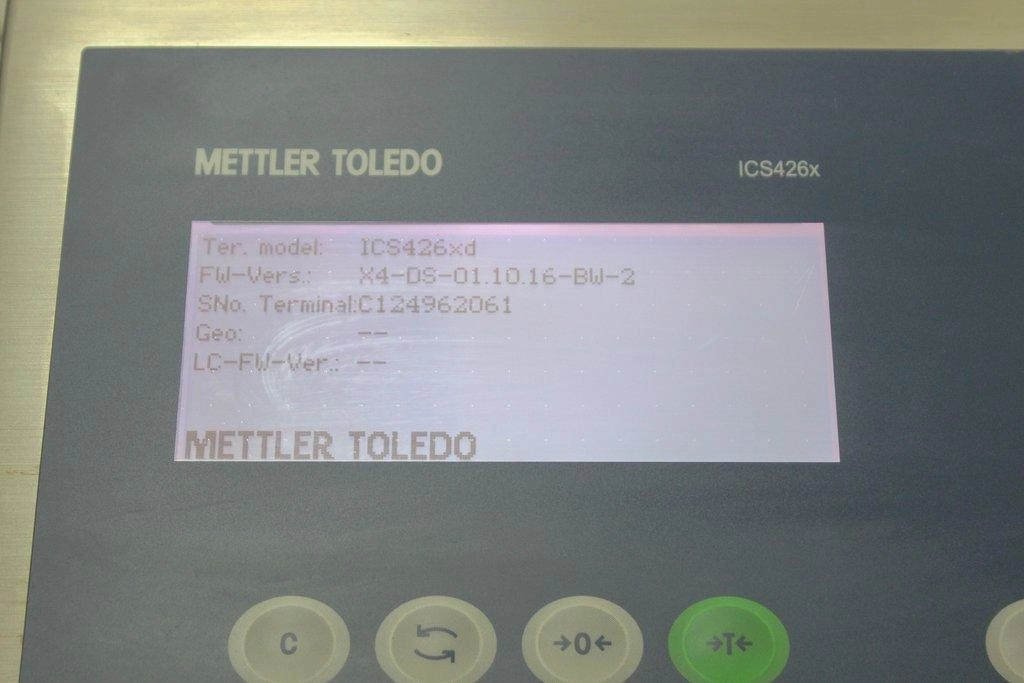 METTLER TOLEDO
ICS426x
Ter. model: ICS426xd
FW-Vers.: X4-DS-01.10.16-BW-2
SNo. Terminal:C124962061
Geo: --
LC-FW-Ver.: --
METTLER TOLEDO
C
→0←
→T←